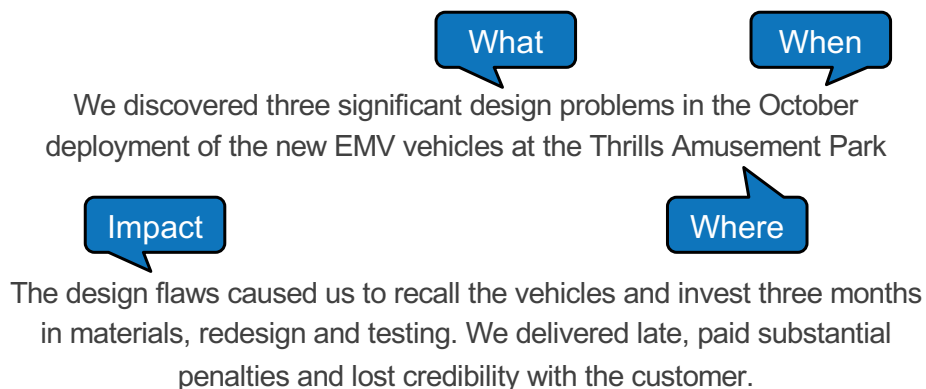 What
When
We discovered three significant design problems in the October
deployment of the new EMV vehicles at the Thrills Amusement Park
Impact
Where
The design flaws caused us to recall the vehicles and invest three months
in materials, redesign and testing. We delivered late, paid substantial
penalties and lost credibility with the customer.